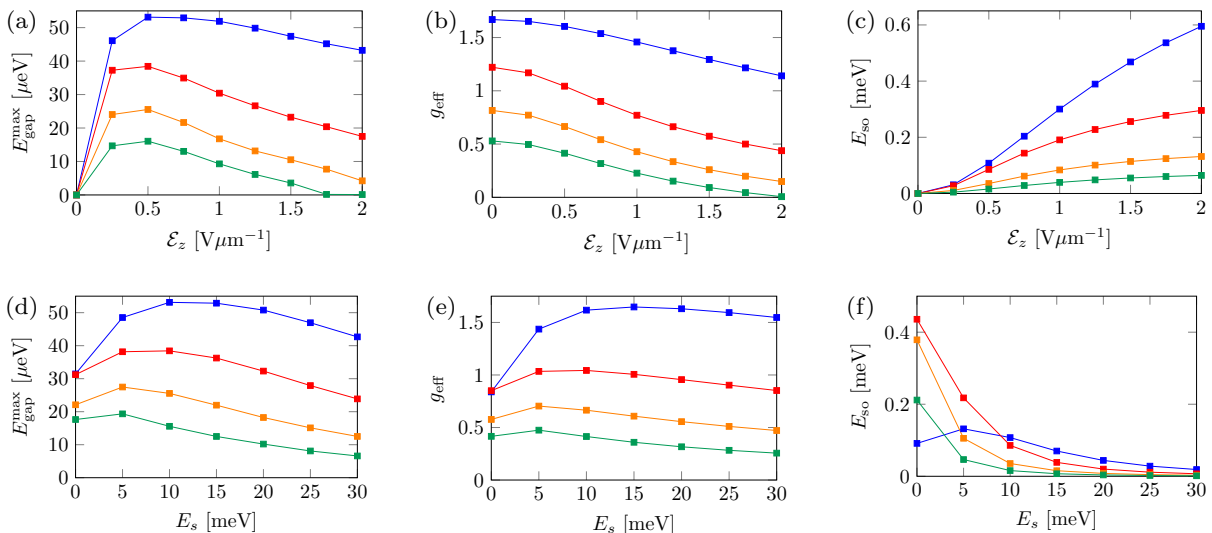 (a)
E_gap^max [μeV]
50
40
30
20
10
0
0 0.5 1 1.5 2
ℰ_z [Vμm⁻¹]
(b)
g_eff
1.5
1
0.5
0
0 0.5 1 1.5 2
ℰ_z [Vμm⁻¹]
(c)
E_so [meV]
0.6
0.4
0.2
0
0 0.5 1 1.5 2
ℰ_z [Vμm⁻¹]
(d)
E_gap^max [μeV]
50
40
30
20
10
0
0 5 10 15 20 25 30
E_s [meV]
(e)
g_eff
1.5
1
0.5
0
0 5 10 15 20 25 30
E_s [meV]
(f)
E_so [meV]
0.4
0.2
0
0 5 10 15 20 25 30
E_s [meV]